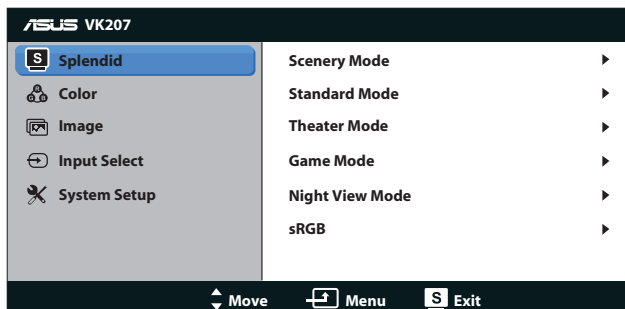 ASUS VK207
S Splendid
Color
Image
Input Select
System Setup
Scenery Mode
Standard Mode
Theater Mode
Game Mode
Night View Mode
sRGB
Move Menu S Exit